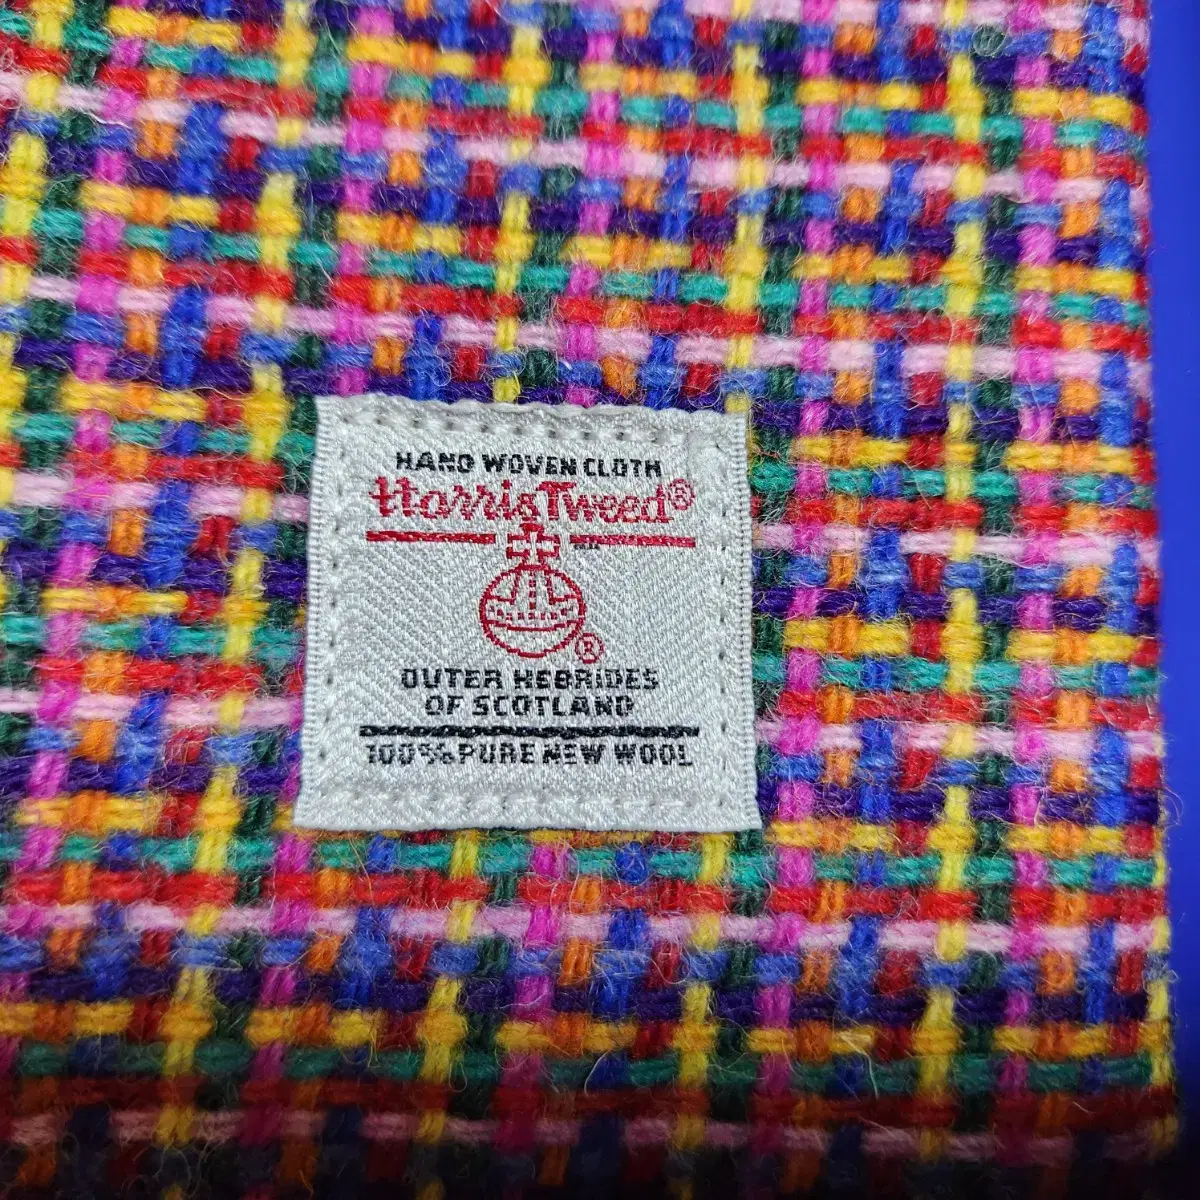 HAND WOVEN CLOTH
Harris Tweed®
®
OUTER HEBRIDES
OF SCOTLAND
100% PURE NEW WOOL